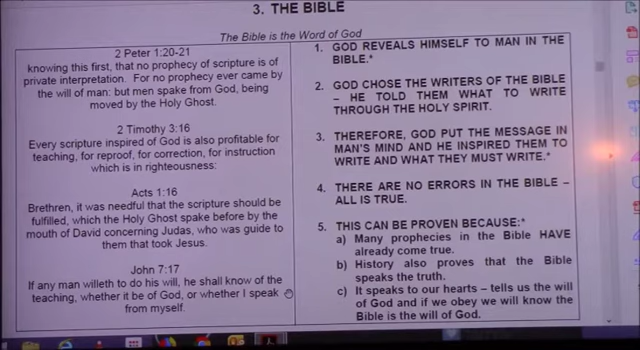 3. THE BIBLE
The Bible is the Word of God
2 Peter 1:20-21
knowing this first, that no prophecy of scripture is of
private interpretation. For no prophecy ever came by
the will of man: but men spake from God, being
moved by the Holy Ghost.
2 Timothy 3:16
Every scripture inspired of God is also profitable for
teaching, for reproof, for correction, for instruction
which is in righteousness:
Acts 1:16
Brethren, it was needful that the scripture should be
fulfilled, which the Holy Ghost spake before by the
mouth of David concerning Judas, who was guide to
them that took Jesus.
John 7:17
If any man willeth to do his will, he shall know of the
teaching, whether it be of God, or whether I speak
from myself.
1. GOD REVEALS HIMSELF TO MAN IN THE
BIBLE.*
2. GOD CHOSE THE WRITERS OF THE BIBLE
– HE TOLD THEM WHAT TO WRITE
THROUGH THE HOLY SPIRIT.
3. THEREFORE, GOD PUT THE MESSAGE IN
MAN'S MIND AND HE INSPIRED THEM TO
WRITE AND WHAT THEY MUST WRITE.*
4. THERE ARE NO ERRORS IN THE BIBLE –
ALL IS TRUE.
5. THIS CAN BE PROVEN BECAUSE:*
a) Many prophecies in the Bible HAVE
already come true.
b) History also proves that the Bible
speaks the truth.
c) It speaks to our hearts – tells us the will
of God and if we obey we will know the
Bible is the will of God.